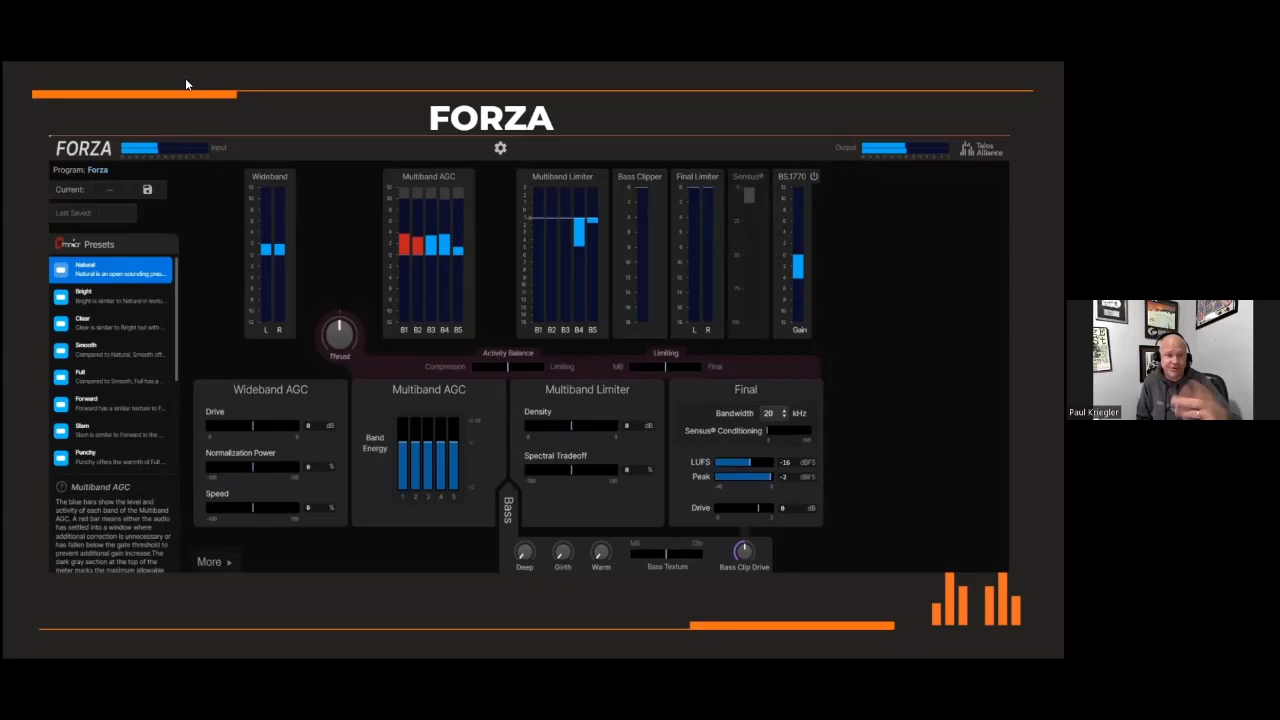 FORZA
FORZA
Input
Output
Telos
Alliance
Program: Forza
Current: --
Last Saved:
Omnia Presets
Natural
Natural is an open-sounding pres...
Bright
Bright is similar to Natural in textu...
Clear
Clear is similar to Bright but with ...
Smooth
Compared to Natural, Smooth off...
Full
Compared to Smooth, Full has a ...
Forward
Forward has a similar texture to F...
Slam
Slam is similar to Forward in the ...
Punchy
Punchy offers the warmth of Full ...
Multiband AGC
The blue bars show the level and
activity of each band of the Multiband
AGC. A red bar means either the audio
has settled into a window where
additional correction is unnecessary or
has fallen below the gate threshold to
prevent additional gain increase.The
dark gray section at the top of the
meter marks the maximum allowable
Wideband
L R
Multiband AGC
B1 B2 B3 B4 B5
Multiband Limiter
B1 B2 B3 B4 B5
Bass Clipper
Final Limiter
L R
Sensus®
BS.1770
Gain
Thrust
Activity Balance
Compression
Limiting
Limiting
MB
Final
Wideband AGC
Drive
0 dB
Normalization Power
0 %
Speed
0 %
Multiband AGC
Band
Energy
1 2 3 4 5
Multiband Limiter
Density
0 dB
Spectral Tradeoff
0 %
Final
Bandwidth 20 kHz
Sensus® Conditioning
LUFS -16 dBFS
Peak -2 dBFS
Drive 0 dB
Bass
More
Deep
Girth
Warm
MB Clip
Bass Texture
Bass Clip Drive
Paul Kriegler